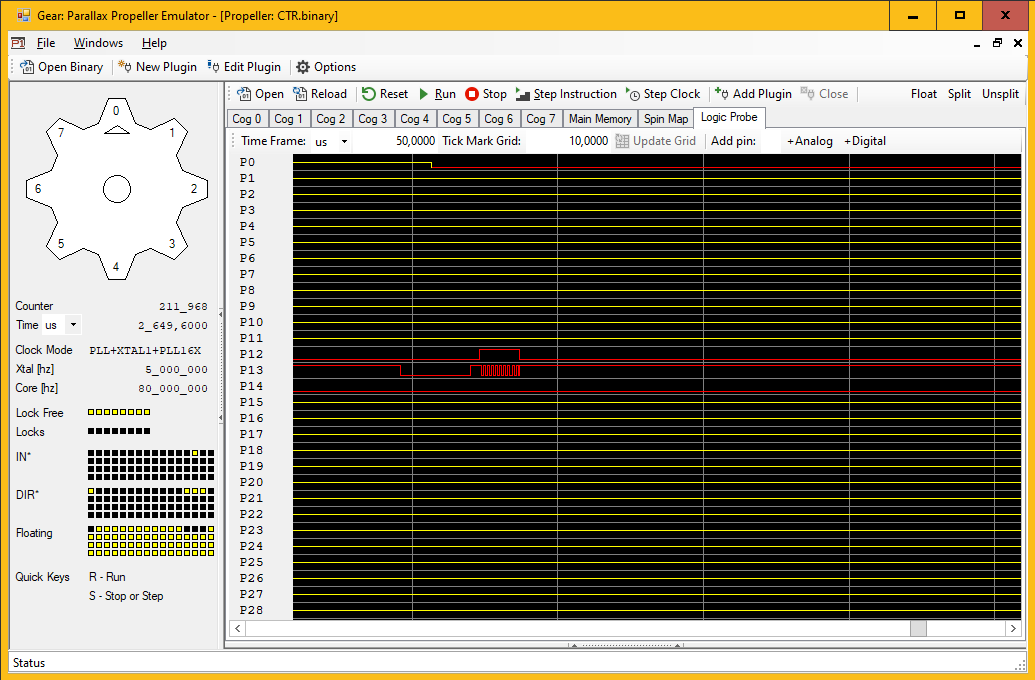 Gear: Parallax Propeller Emulator - [Propeller: CTR.binary]
P1 File Windows Help
Open Binary New Plugin Edit Plugin Options
Open Reload Reset Run Stop Step Instruction Step Clock Add Plugin Close Float Split Unsplit
Cog 0 Cog 1 Cog 2 Cog 3 Cog 4 Cog 5 Cog 6 Cog 7 Main Memory Spin Map Logic Probe
Time Frame: us 50,0000 Tick Mark Grid: 10,0000 Update Grid Add pin: +Analog +Digital
0
1
2
3
4
5
6
7
Counter 211_968
Time us 2_649,6000
Clock Mode PLL+XTAL1+PLL16X
Xtal [hz] 5_000_000
Core [hz] 80_000_000
Lock Free
Locks
IN*
DIR*
Floating
Quick Keys R - Run
S - Stop or Step
P0
P1
P2
P3
P4
P5
P6
P7
P8
P9
P10
P11
P12
P13
P14
P15
P16
P17
P18
P19
P20
P21
P22
P23
P24
P25
P26
P27
P28
Status